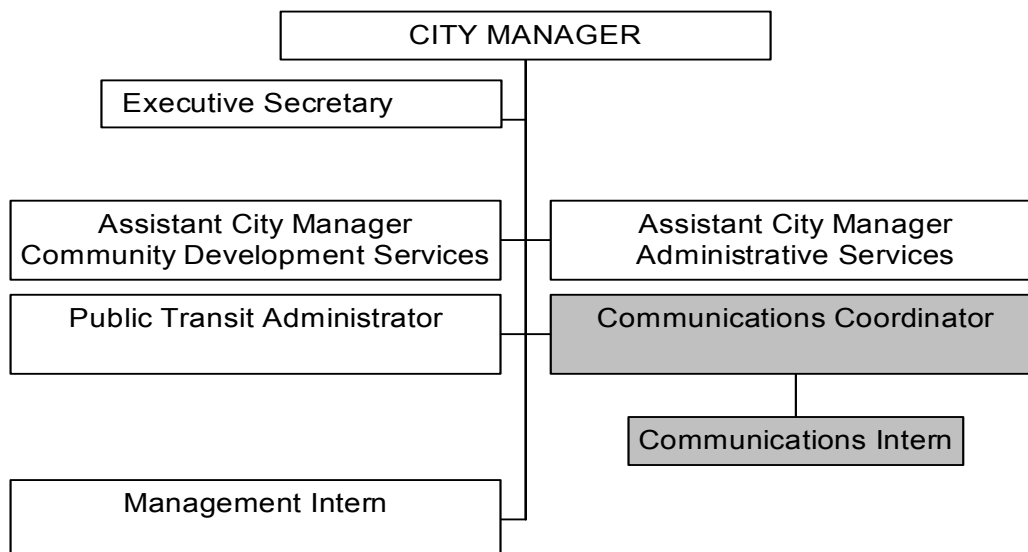 CITY MANAGER
Executive Secretary
Assistant City Manager
Community Development Services
Assistant City Manager
Administrative Services
Public Transit Administrator
Communications Coordinator
Communications Intern
Management Intern